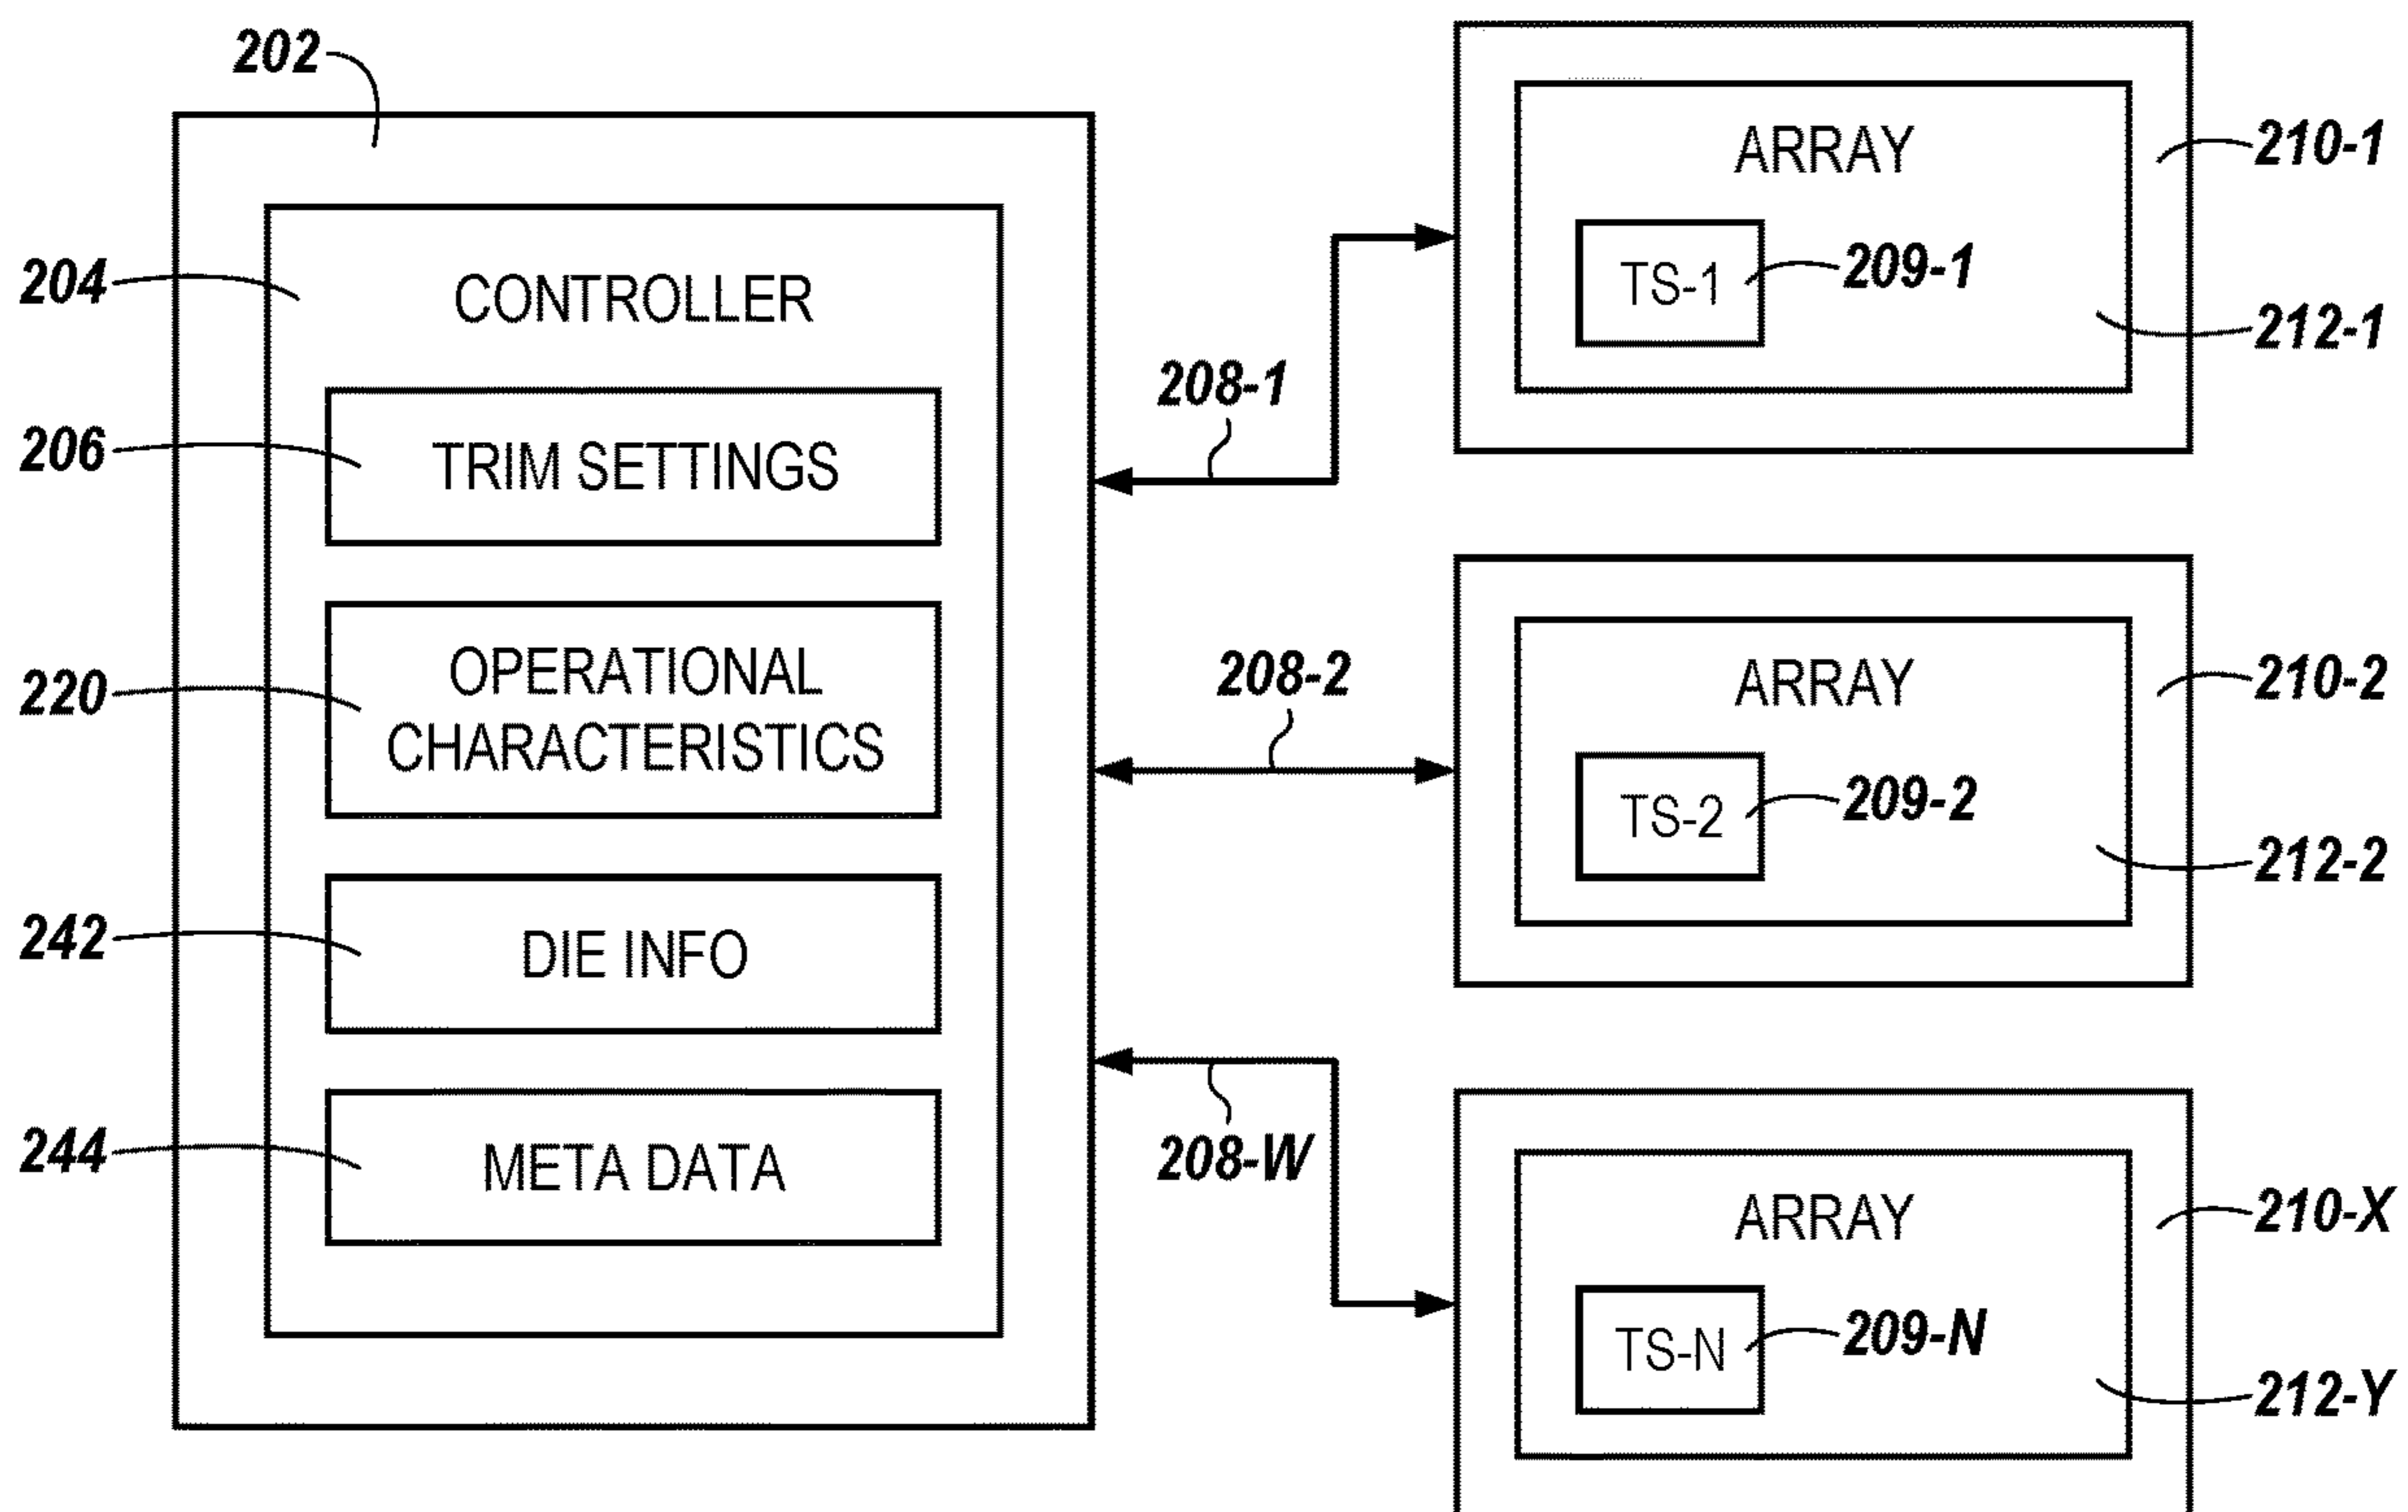 202
204
CONTROLLER
206
TRIM SETTINGS
220
OPERATIONAL
CHARACTERISTICS
242
DIE INFO
244
META DATA
208-1
208-2
208-W
ARRAY
210-1
TS-1
209-1
212-1
ARRAY
210-2
TS-2
209-2
212-2
ARRAY
210-X
TS-N
209-N
212-Y